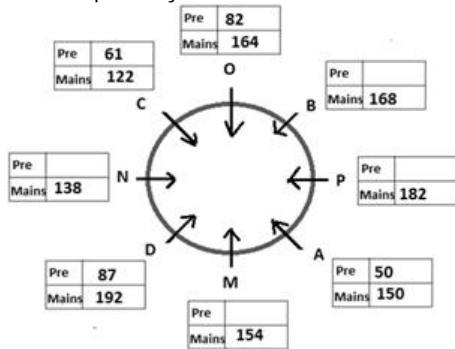 Pre 82
Mains 164
O
Pre 61
Mains 122
C
Pre
Mains 168
B
Pre
Mains 138
N
Pre
Mains 182
P
Pre 87
Mains 192
D
Pre 50
Mains 150
A
M
Pre
Mains 154